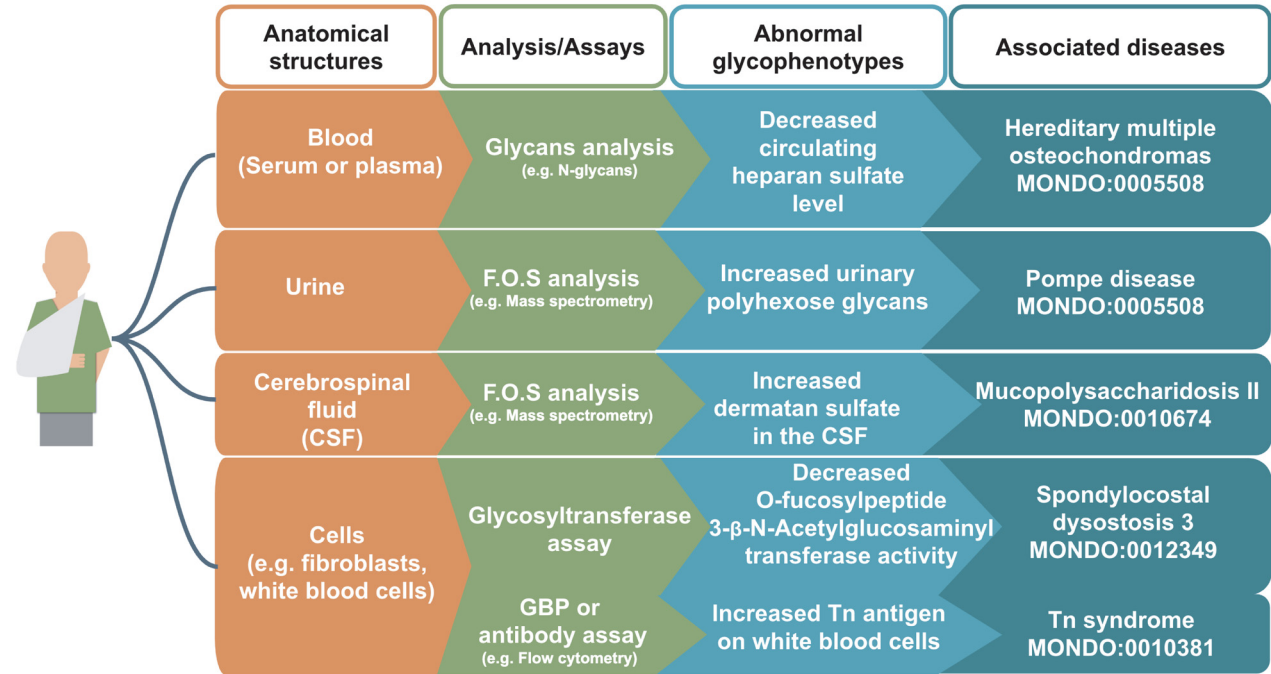 Anatomical
structures
Analysis/Assays
Abnormal
glycophenotypes
Associated diseases
Blood
(Serum or plasma)
Glycans analysis
(e.g. N-glycans)
Decreased
circulating
heparan sulfate
level
Hereditary multiple
osteochondromas
MONDO:0005508
Urine
F.O.S analysis
(e.g. Mass spectrometry)
Increased urinary
polyhexose glycans
Pompe disease
MONDO:0005508
Cerebrospinal
fluid
(CSF)
F.O.S analysis
(e.g. Mass spectrometry)
Increased
dermatan sulfate
in the CSF
Mucopolysaccharidosis II
MONDO:0010674
Cells
(e.g. fibroblasts,
white blood cells)
Glycosyltransferase
assay
Decreased
O-fucosylpeptide
3-β-N-Acetylglucosaminyl
transferase activity
Spondylocostal
dysostosis 3
MONDO:0012349
GBP or
antibody assay
(e.g. Flow cytometry)
Increased Tn antigen
on white blood cells
Tn syndrome
MONDO:0010381